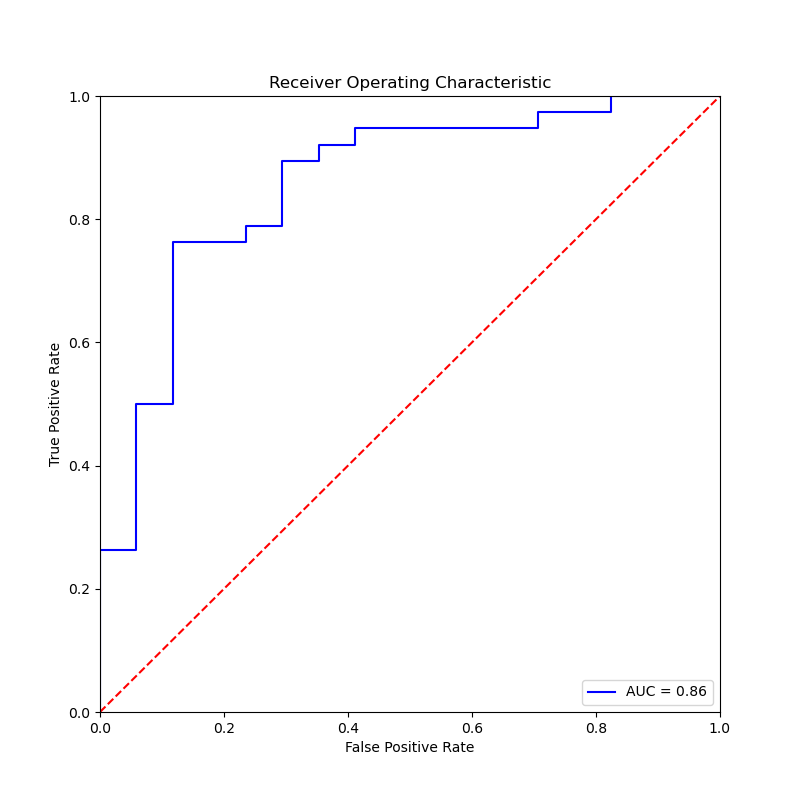 Receiver Operating Characteristic
True Positive Rate
1.0
0.8
0.6
0.4
0.2
0.0
AUC = 0.86
0.0 0.2 0.4 0.6 0.8 1.0
False Positive Rate